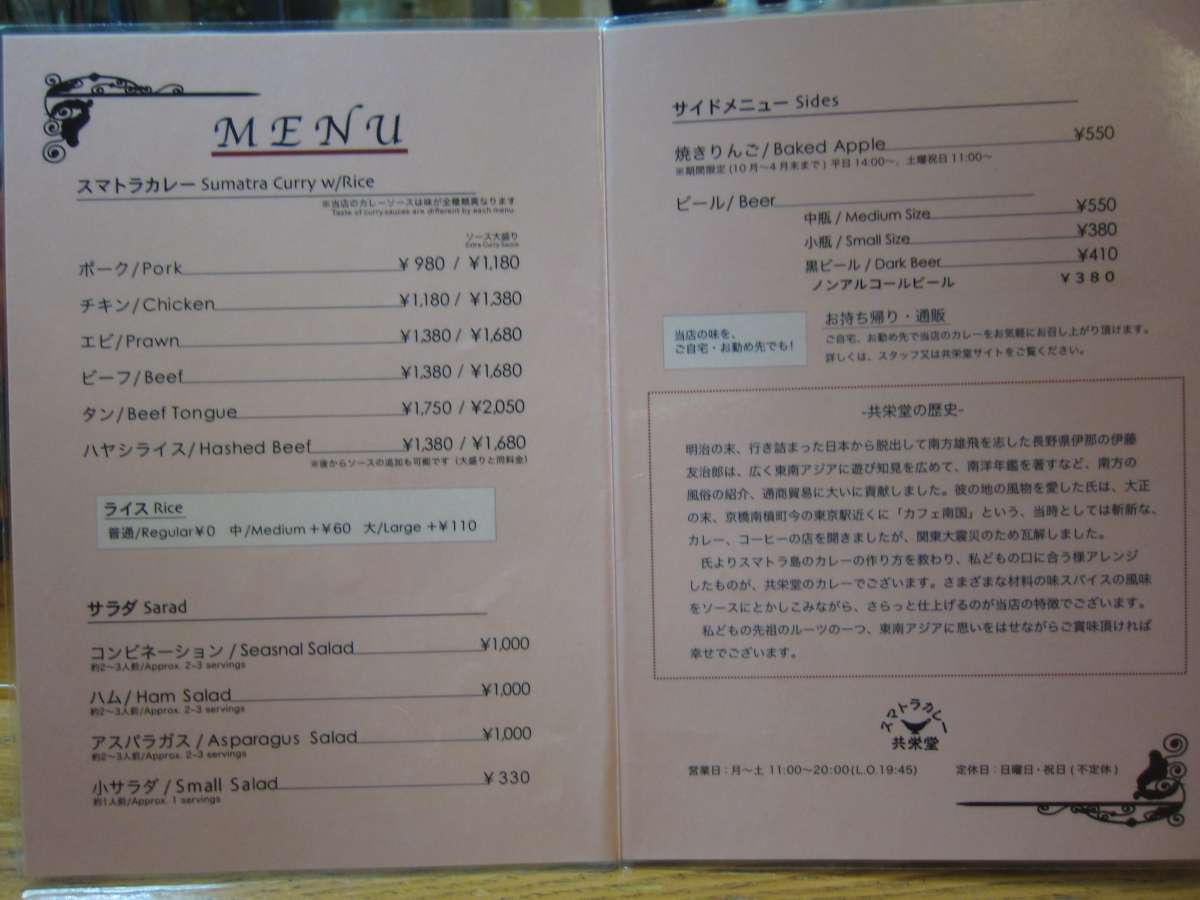 MENU
スマトラカレー Sumatra Curry w/Rice
※当店のカレーソースは味が全種類異なります
Taste of curry sauces are different by each menu.
ソース大盛り
Extra Curry Sauce
ポーク/Pork ¥ 980 / ¥1,180
チキン/Chicken ¥1,180 / ¥1,380
エビ/Prawn ¥1,380 / ¥1,680
ビーフ/Beef ¥1,380 / ¥1,680
タン/Beef Tongue ¥1,750 / ¥2,050
ハヤシライス/Hashed Beef ¥1,380 / ¥1,680
※後からソースの追加も可能です（大盛りと同料金）
ライス Rice
普通/Regular ¥0 中/Medium +¥60 大/Large +¥110
サラダ Sarad
コンビネーション / Seasnal Salad ¥1,000
約2〜3人前/Approx. 2-3 servings
ハム/ Ham Salad ¥1,000
約2〜3人前/Approx. 2-3 servings
アスパラガス / Asparagus Salad ¥1,000
約2〜3人前/Approx. 2-3 servings
小サラダ / Small Salad ¥ 330
約1人前/Approx. 1 servings
サイドメニュー Sides
焼きりんご/ Baked Apple ¥550
※期間限定 (10月〜4月末まで) 平日14:00〜、土曜祝日11:00〜
ビール/ Beer
中瓶 / Medium Size ¥550
小瓶 / Small Size ¥380
黒ビール / Dark Beer ¥410
ノンアルコールビール ¥380
当店の味を、
ご自宅・お勤め先でも!
お持ち帰り・通販
ご自宅、お勤め先で当店のカレーをお気軽にお召し上がり頂けます。
詳しくは、スタッフ又は共栄堂サイトをご覧ください。
-共栄堂の歴史-
明治の末、行き詰まった日本から脱出して南方雄飛を志した長野県伊那の伊藤
友治郎は、広く東南アジアに遊び知見を広めて、南洋年鑑を著すなど、南方の
風俗の紹介、通商貿易に大いに貢献しました。彼の地の風物を愛した氏は、大正
の末、京橋南槇町今の東京駅近くに「カフェ南国」という、当時としては斬新な、
カレー、コーヒーの店を開きましたが、関東大震災のため瓦解しました。
氏よりスマトラ島のカレーの作り方を教わり、私どもの口に合う様アレンジ
したものが、共栄堂のカレーでございます。さまざまな材料の味スパイスの風味
をソースにとかしこみながら、さらっと仕上げるのが当店の特徴でございます。
私どもの先祖のルーツの一つ、東南アジアに思いをはせながらご賞味頂ければ
幸せでございます。
スマトラカレー
共栄堂
営業日：月〜土 11:00〜20:00(L.O.19:45) 定休日：日曜日・祝日 (不定休)